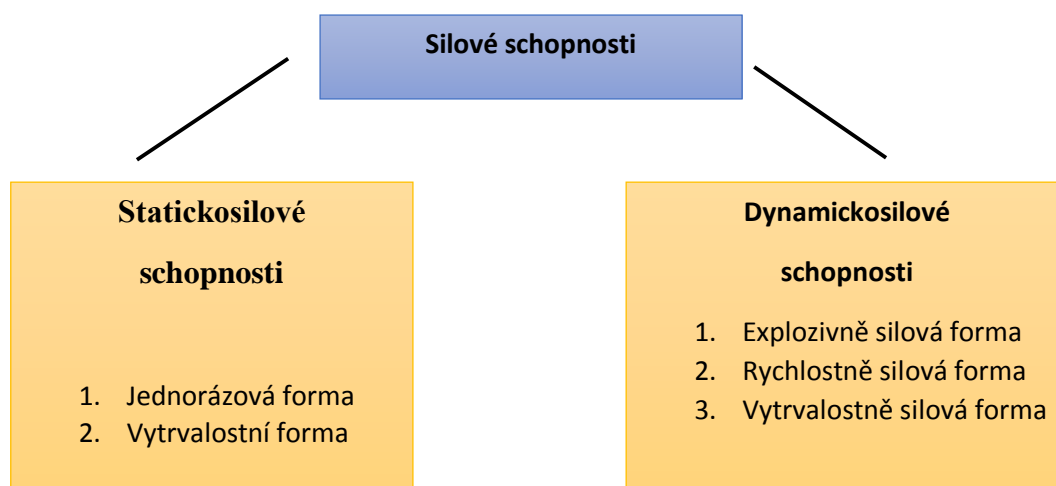 Silové schopnosti
Statickosilové
schopnosti
1. Jednorázová forma
2. Vytrvalostní forma
Dynamickosilové
schopnosti
1. Explozivně silová forma
2. Rychlostně silová forma
3. Vytrvalostně silová forma